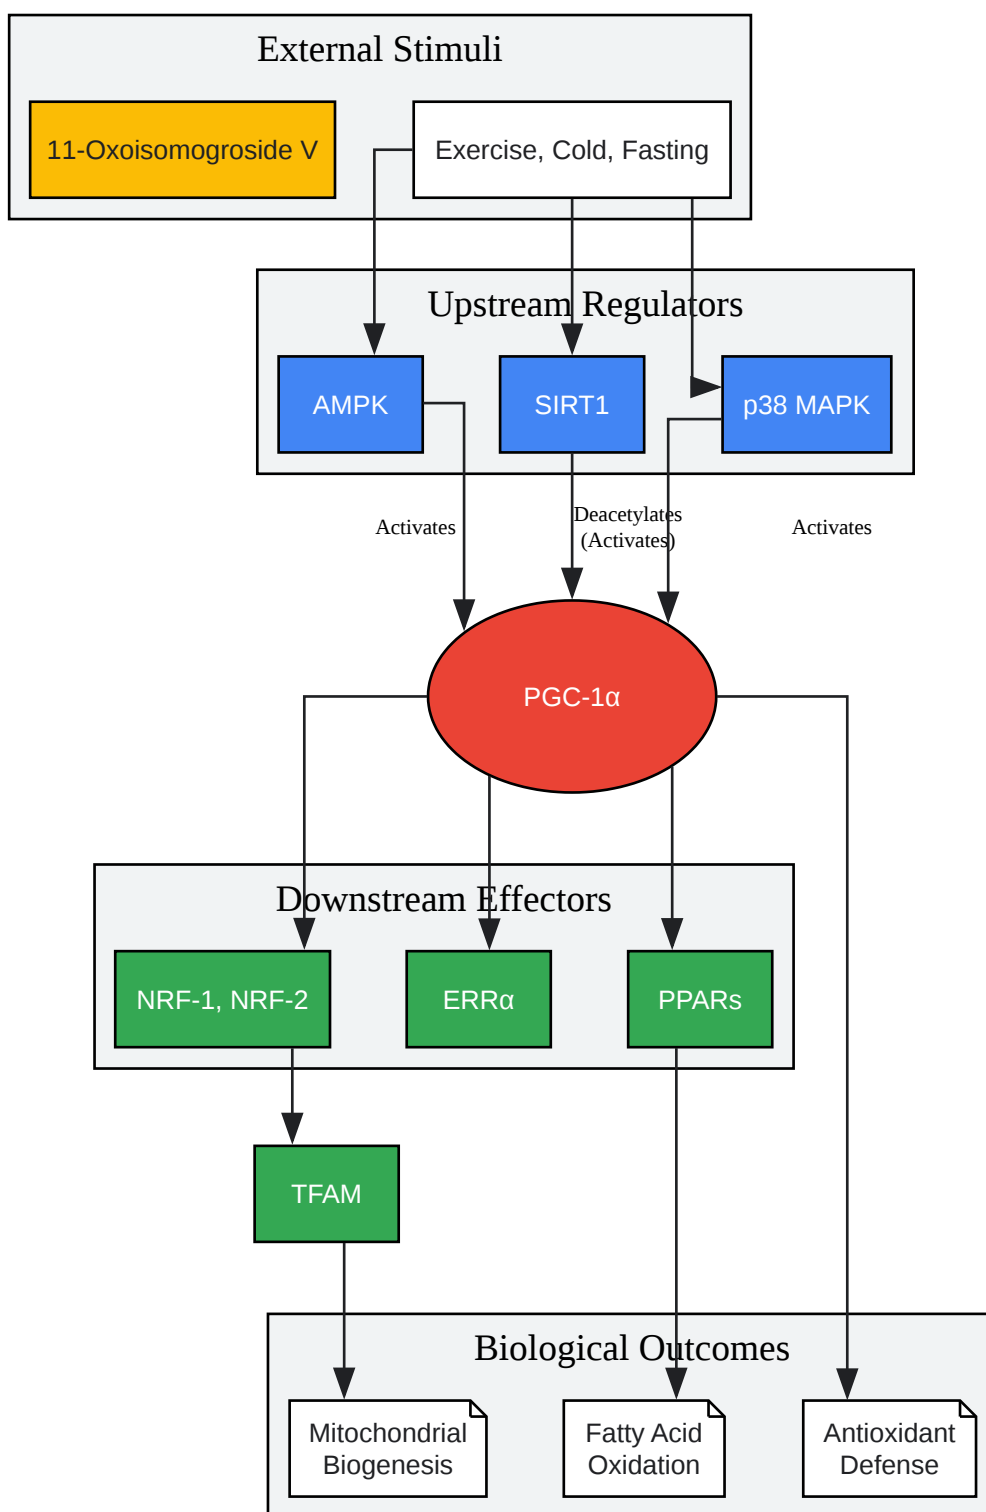 External Stimuli
11-Oxoisomogroside V
Exercise, Cold, Fasting
Upstream Regulators
AMPK
SIRT1
p38 MAPK
Activates
Deacetylates
(Activates)
Activates
PGC-1α
Downstream Effectors
NRF-1, NRF-2
ERRα
PPARs
TFAM
Biological Outcomes
Mitochondrial
Biogenesis
Fatty Acid
Oxidation
Antioxidant
Defense